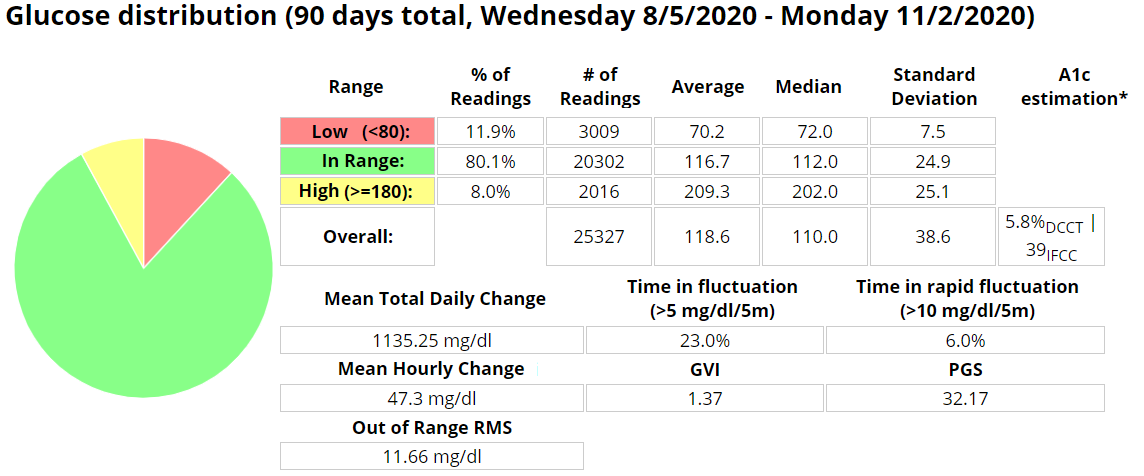 Glucose distribution (90 days total, Wednesday 8/5/2020 - Monday 11/2/2020)
Range % of Readings # of Readings Average Median Standard Deviation A1c estimation*
Low (<80): 11.9% 3009 70.2 72.0 7.5
In Range: 80.1% 20302 116.7 112.0 24.9
High (>=180): 8.0% 2016 209.3 202.0 25.1
Overall: 25327 118.6 110.0 38.6 5.8%DCCT | 39IFCC
Mean Total Daily Change Time in fluctuation (>5 mg/dl/5m) Time in rapid fluctuation (>10 mg/dl/5m)
1135.25 mg/dl 23.0% 6.0%
Mean Hourly Change GVI PGS
47.3 mg/dl 1.37 32.17
Out of Range RMS
11.66 mg/dl